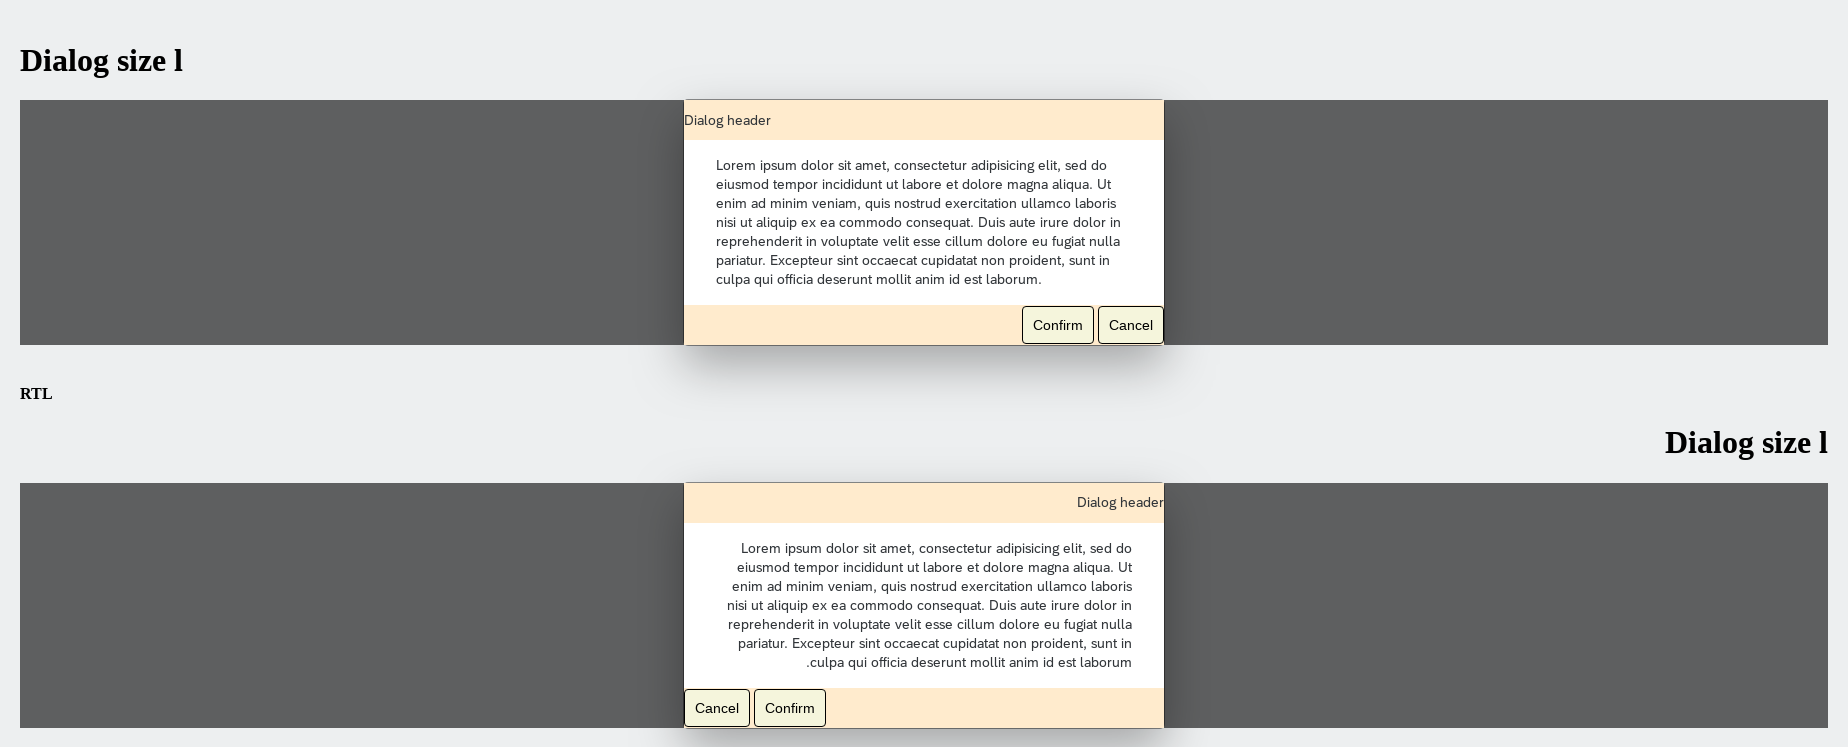 Dialog size l
Dialog header
Lorem ipsum dolor sit amet, consectetur adipisicing elit, sed do
eiusmod tempor incididunt ut labore et dolore magna aliqua. Ut
enim ad minim veniam, quis nostrud exercitation ullamco laboris
nisi ut aliquip ex ea commodo consequat. Duis aute irure dolor in
reprehenderit in voluptate velit esse cillum dolore eu fugiat nulla
pariatur. Excepteur sint occaecat cupidatat non proident, sunt in
culpa qui officia deserunt mollit anim id est laborum.
Confirm Cancel
RTL
Dialog size l
Dialog header
Lorem ipsum dolor sit amet, consectetur adipisicing elit, sed do
eiusmod tempor incididunt ut labore et dolore magna aliqua. Ut
enim ad minim veniam, quis nostrud exercitation ullamco laboris
nisi ut aliquip ex ea commodo consequat. Duis aute irure dolor in
reprehenderit in voluptate velit esse cillum dolore eu fugiat nulla
pariatur. Excepteur sint occaecat cupidatat non proident, sunt in
.culpa qui officia deserunt mollit anim id est laborum
Cancel Confirm